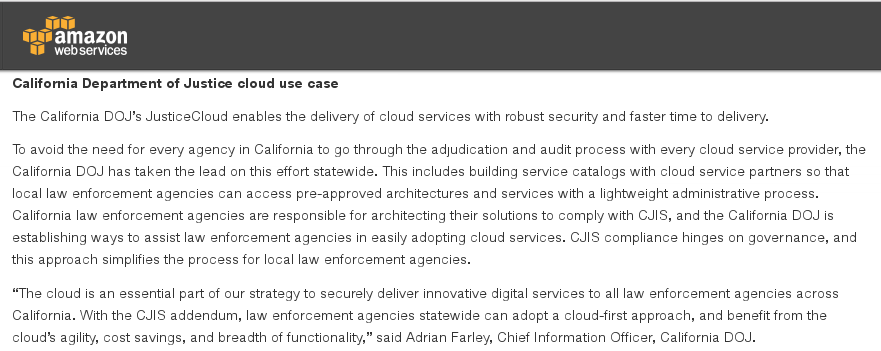 amazon
web services
California Department of Justice cloud use case
The California DOJ's JusticeCloud enables the delivery of cloud services with robust security and faster time to delivery.
To avoid the need for every agency in California to go through the adjudication and audit process with every cloud service provider, the
California DOJ has taken the lead on this effort statewide. This includes building service catalogs with cloud service partners so that
local law enforcement agencies can access pre-approved architectures and services with a lightweight administrative process.
California law enforcement agencies are responsible for architecting their solutions to comply with CJIS, and the California DOJ is
establishing ways to assist law enforcement agencies in easily adopting cloud services. CJIS compliance hinges on governance, and
this approach simplifies the process for local law enforcement agencies.
“The cloud is an essential part of our strategy to securely deliver innovative digital services to all law enforcement agencies across
California. With the CJIS addendum, law enforcement agencies statewide can adopt a cloud-first approach, and benefit from the
cloud's agility, cost savings, and breadth of functionality,” said Adrian Farley, Chief Information Officer, California DOJ.